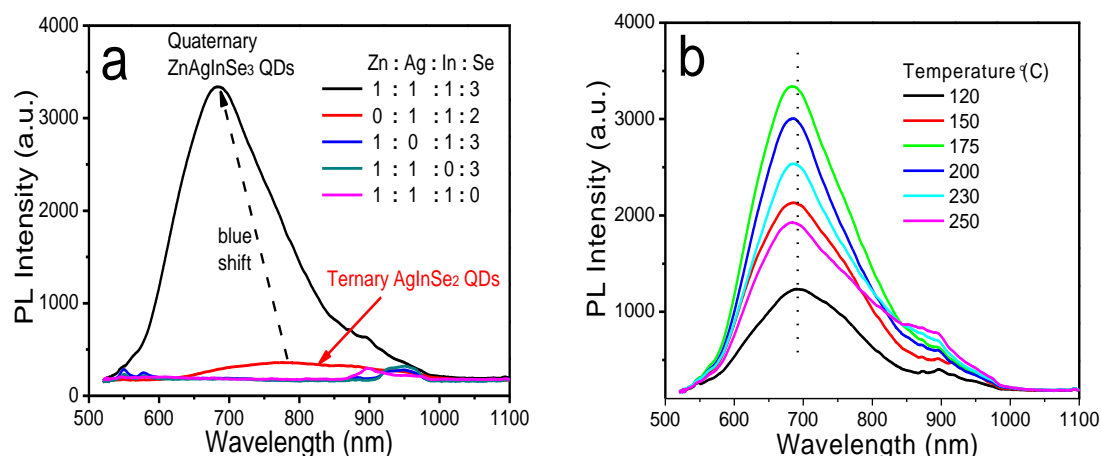 a
Quaternary
ZnAgInSe3 QDs
Zn : Ag : In : Se
1 : 1 : 1 : 3
0 : 1 : 1 : 2
1 : 0 : 1 : 3
1 : 1 : 0 : 3
1 : 1 : 1 : 0
blue
shift
Ternary AgInSe2 QDs
PL Intensity (a.u.)
4000
3000
2000
1000
0
500 600 700 800 900 1000 1100
Wavelength (nm)
b
Temperature °(C)
120
150
175
200
230
250
PL Intensity (a.u.)
4000
3000
2000
1000
0
500 600 700 800 900 1000 1100
Wavelength (nm)